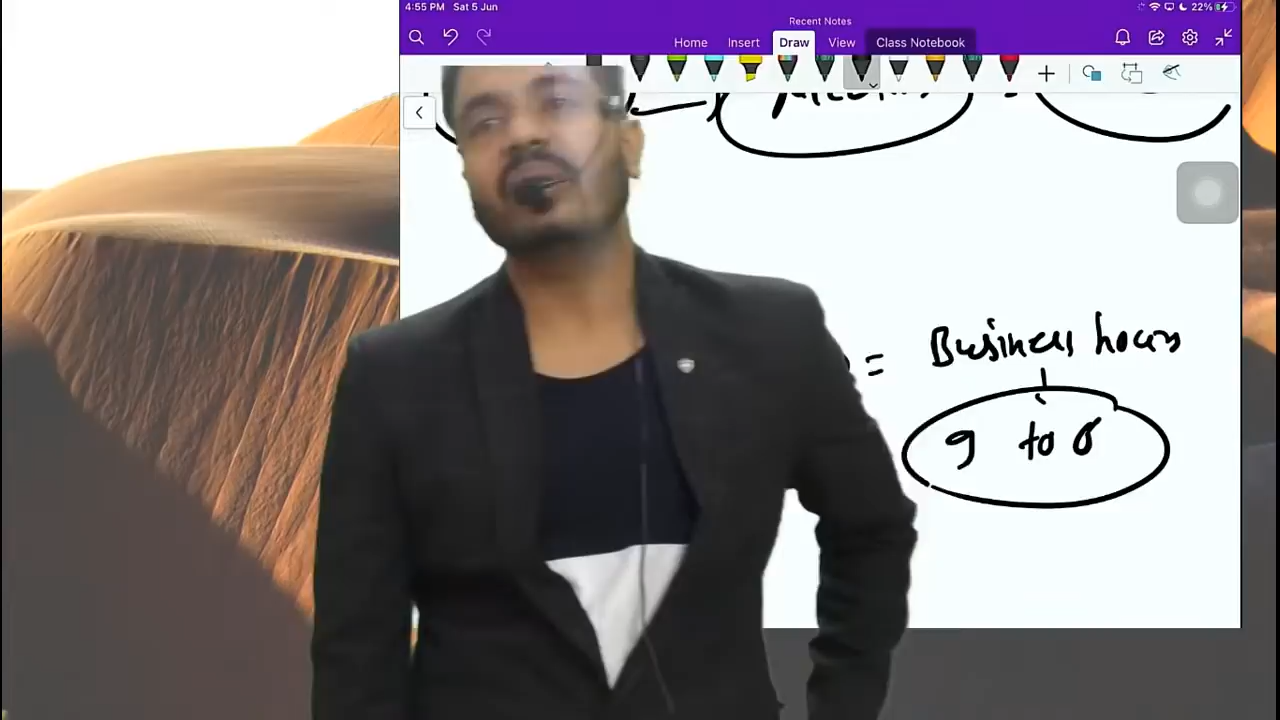 4:55 PM Sat 5 Jun
22%
Recent Notes
Home Insert Draw View Class Notebook
= Business hours
9 to 6